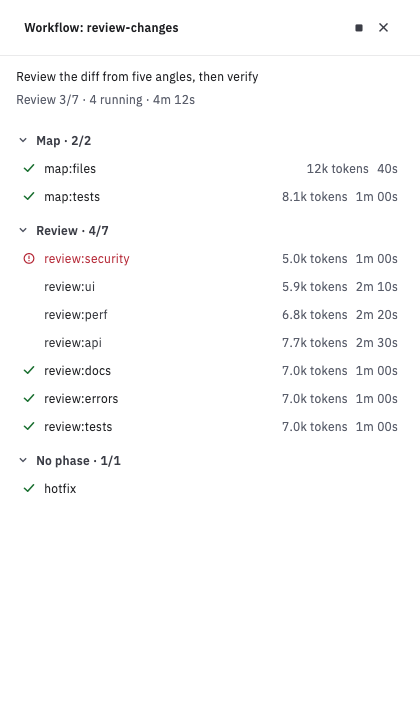 Workflow: review-changes
Review the diff from five angles, then verify
Review 3/7 · 4 running · 4m 12s
Map · 2/2
map:files 12k tokens 40s
map:tests 8.1k tokens 1m 00s
Review · 4/7
review:security 5.0k tokens 1m 00s
review:ui 5.9k tokens 2m 10s
review:perf 6.8k tokens 2m 20s
review:api 7.7k tokens 2m 30s
review:docs 7.0k tokens 1m 00s
review:errors 7.0k tokens 1m 00s
review:tests 7.0k tokens 1m 00s
No phase · 1/1
hotfix